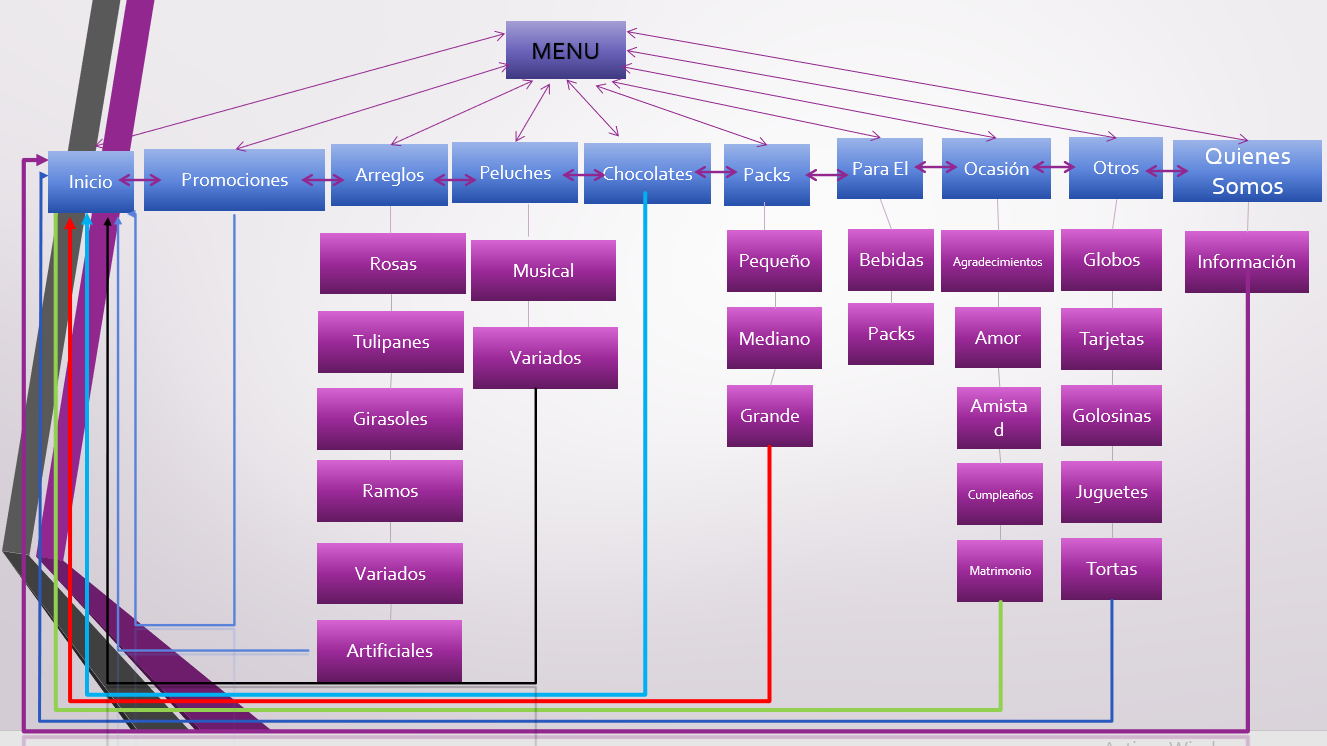 MENU
Inicio
Promociones
Arreglos
Peluches
Chocolates
Packs
Para El
Ocasión
Otros
Quienes
Somos
Rosas
Musical
Pequeño
Bebidas
Agradecimientos
Globos
Información
Tulipanes
Variados
Mediano
Packs
Amor
Tarjetas
Girasoles
Grande
Amista
d
Golosinas
Ramos
Cumpleaños
Juguetes
Variados
Matrimonio
Tortas
Artificiales